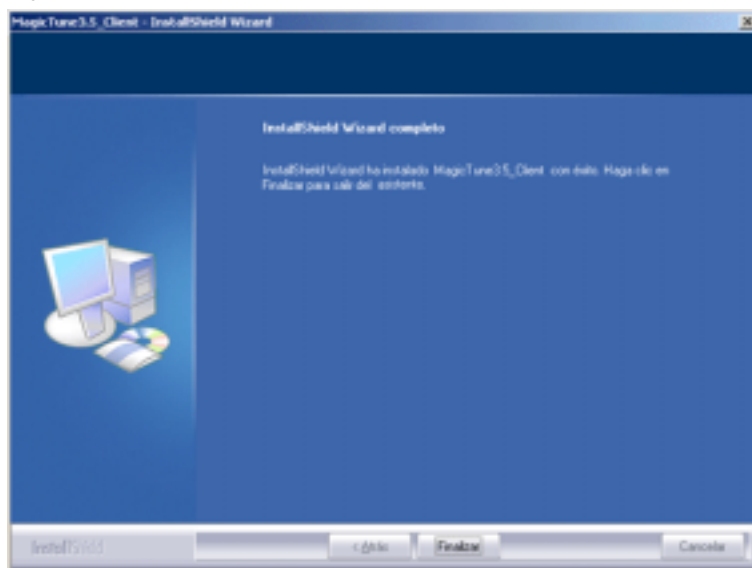 MagicTune3.5_Client - InstallShield Wizard
InstallShield Wizard completo
InstallShield Wizard ha instalado MagicTune3.5_Client con éxito. Haga clic en
Finalizar para salir del asistente.
InstallShield
< Atrás
Finalizar
Cancelar